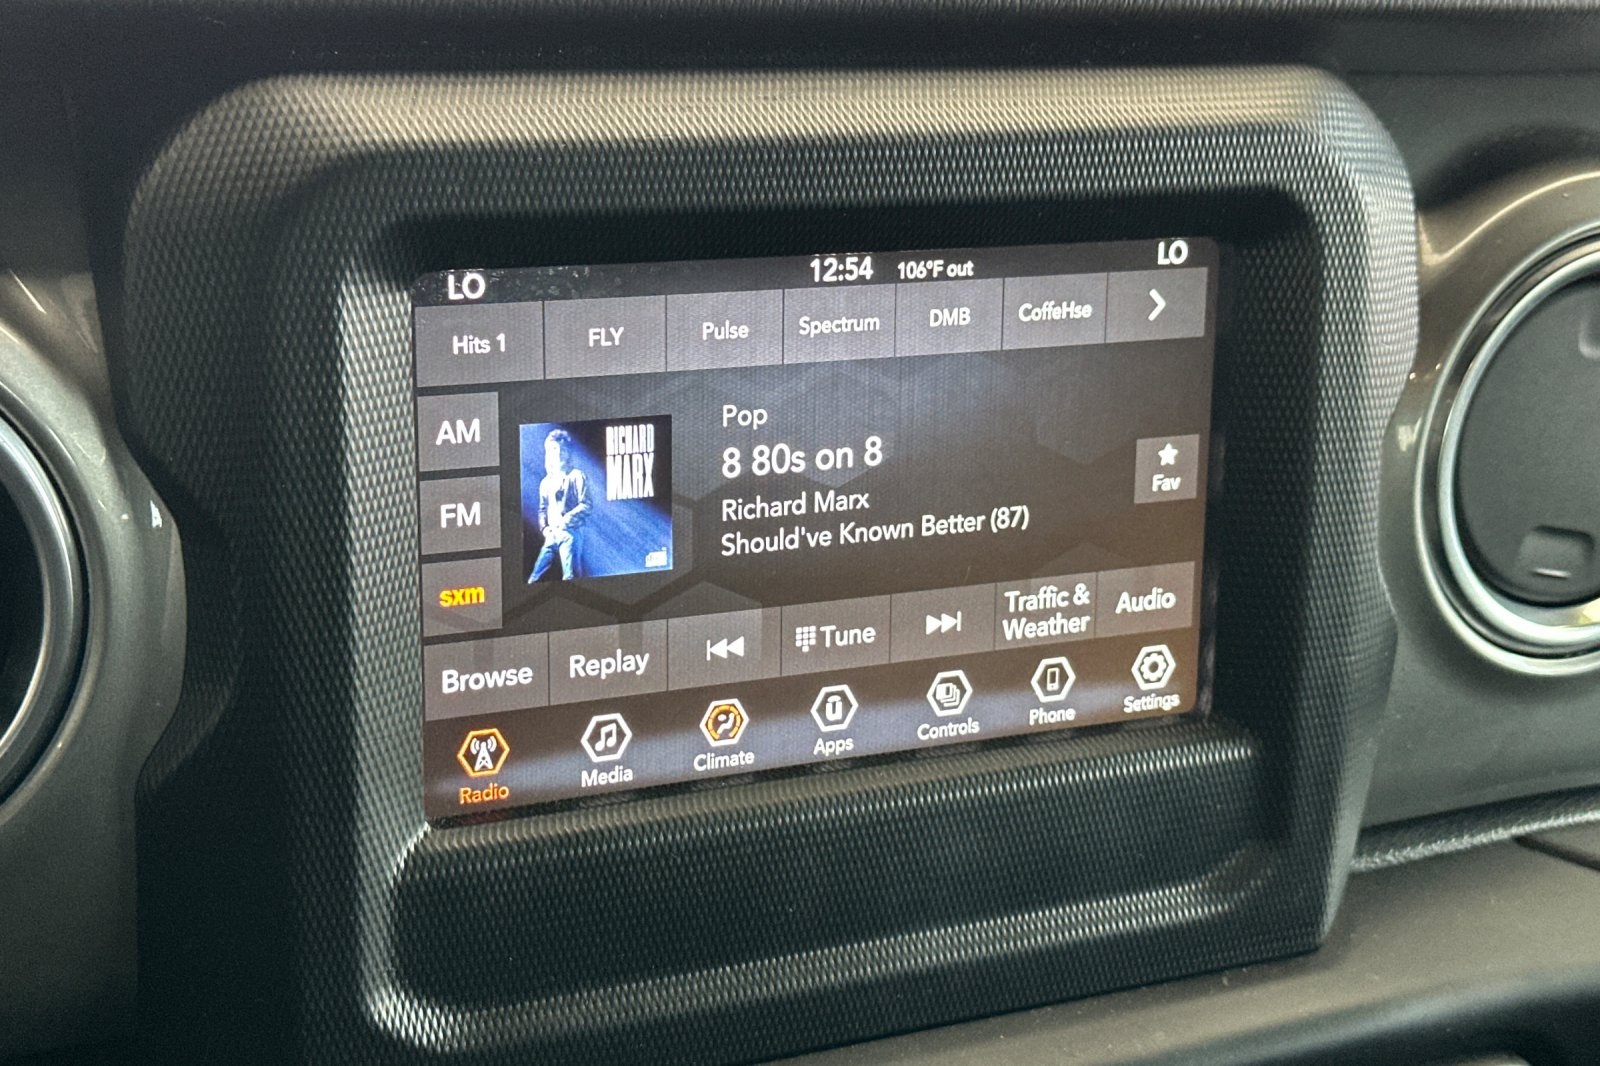 LO 12:54 106°F out LO
Hits 1 FLY Pulse Spectrum DMB CoffeHse
AM
FM
sxm
RICHARD
MARX
Pop
8 80s on 8
Richard Marx
Should've Known Better (87)
Fav
Browse Replay Tune Traffic &
Weather Audio
Radio Media Climate Apps Controls Phone Settings